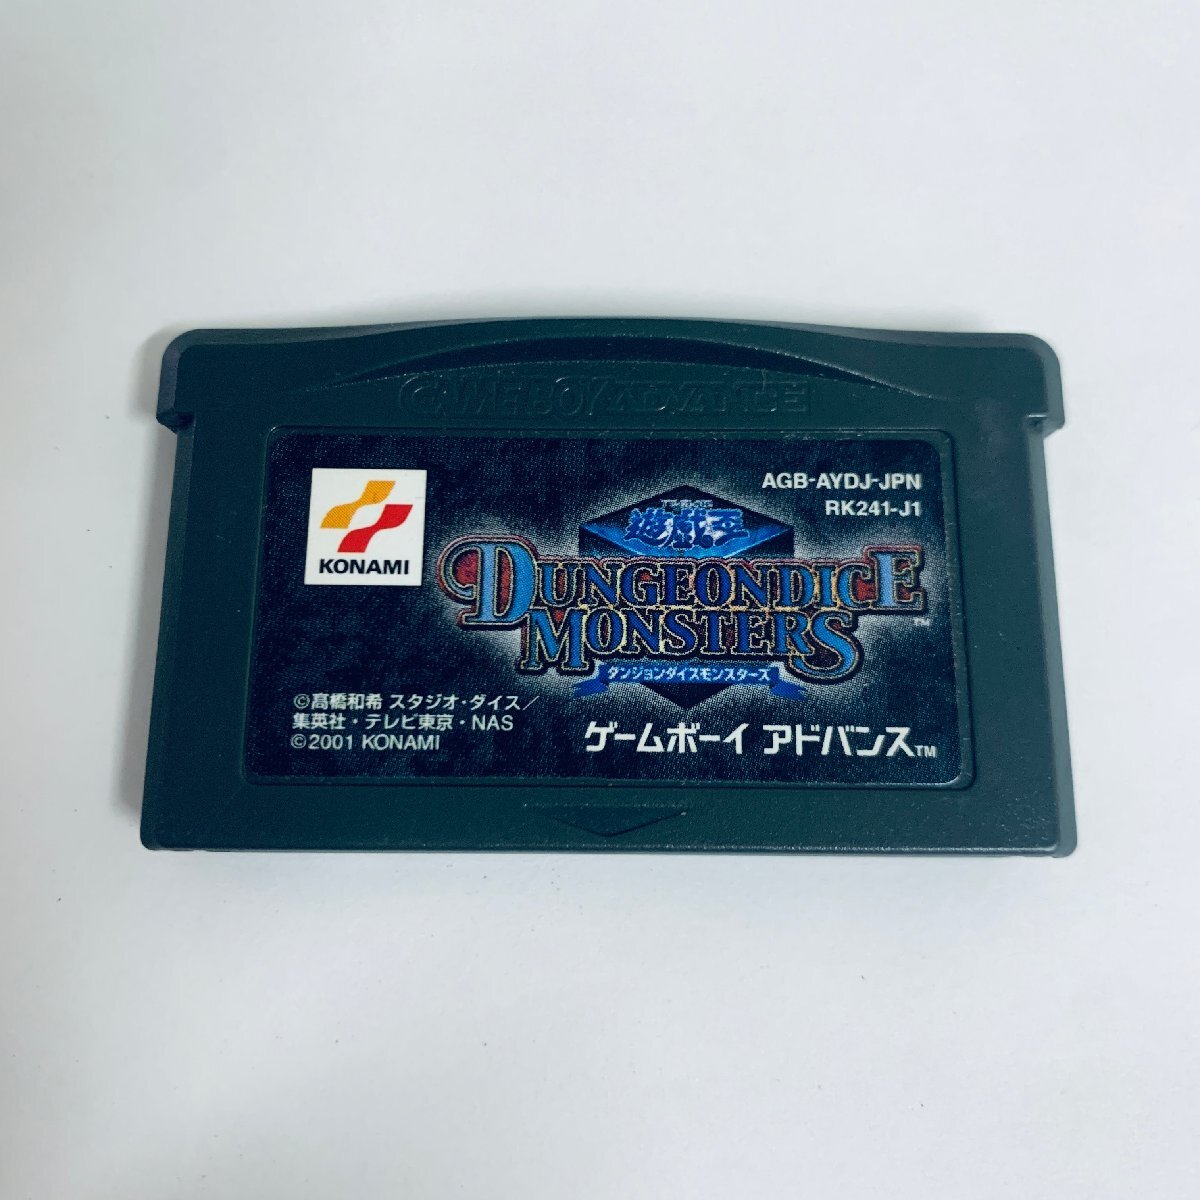 GAME BOY ADVANCE
KONAMI
AGB-AYDJ-JPN
RK241-J1
遊戯王
DUNGEONDICE
MONSTERS
TM
ダンジョンダイスモンスターズ
©高橋和希 スタジオ・ダイス／
集英社・テレビ東京・NAS
©2001 KONAMI
ゲームボーイ アドバンス TM